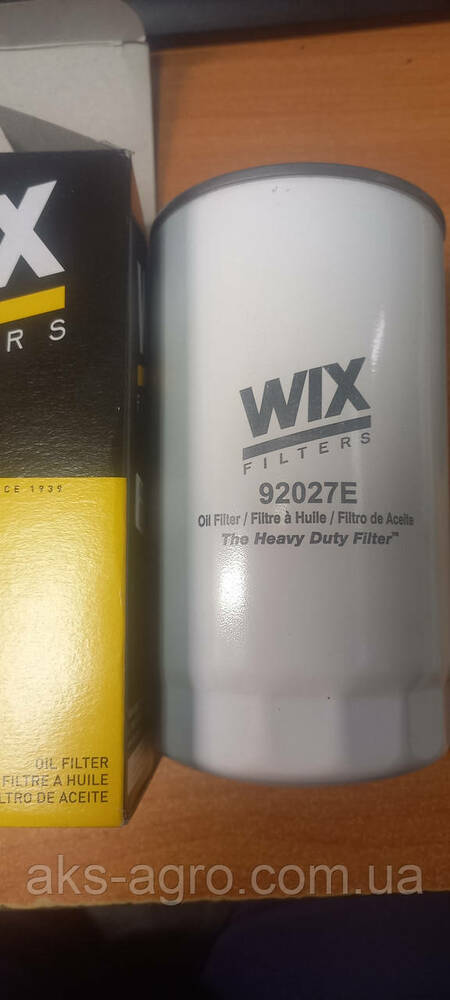 X
RS
CE 1939
OIL FILTER
FILTRE À HUILE
LTRO DE ACEITE
WIX
FILTERS
92027E
Oil Filter / Filtre à Huile / Filtro de Aceite
The Heavy Duty Filter™
aks-agro.com.ua